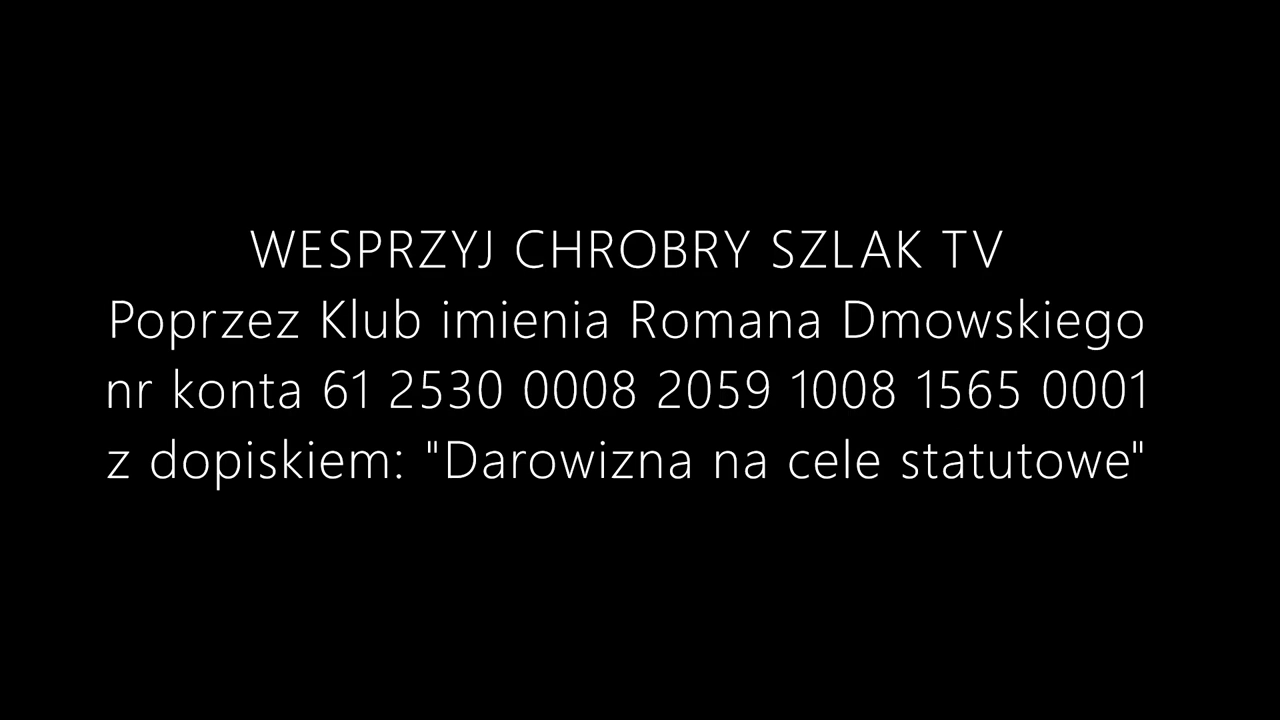 WESPRZYJ CHROBRY SZLAK TV
Poprzez Klub imienia Romana Dmowskiego
nr konta 61 2530 0008 2059 1008 1565 0001
z dopiskiem: "Darowizna na cele statutowe"